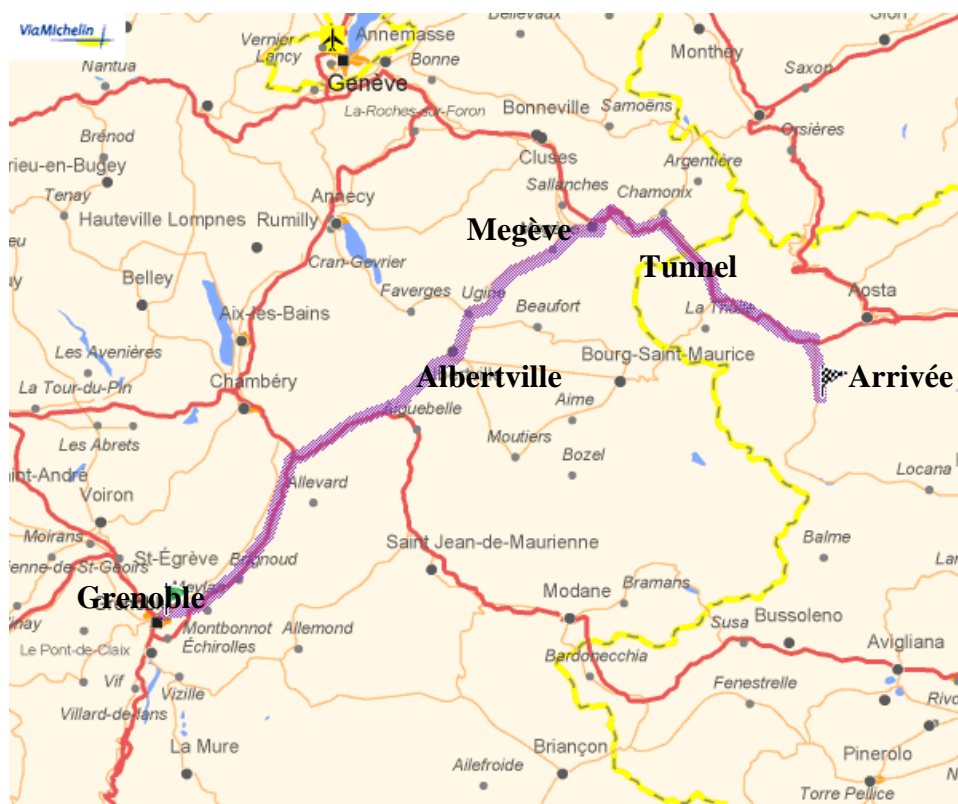 ViaMichelin
Bellevaux
Sion
Annemasse
Vernier
Lancy
Monthey
Nantua
Bonne
Saxon
Genève
La-Roches-sur-Foron
Bonneville
Samoëns
Brénod
Orsières
rieu-en-Bugey
Cluses
Argentière
Tenay
Annecy
Sallanches
Chamonix
Hauteville Lompnes
Rumilly
Megève
Cran-Gevrier
Tunnel
Belley
Ugine
Faverges
Beaufort
La Thuile
Aosta
Aix-les-Bains
Les Avenières
Bourg-Saint-Maurice
La Tour-du-Pin
Chambéry
Albertville
Arrivée
Aiguebelle
Aime
Les Abrets
Moutiers
aint-André
Bozel
Locana
Voiron
Allevard
Moirans
Saint Jean-de-Maurienne
Balme
enne-de-St-Geoirs
St-Égrève
Brignoud
Lan
Meylan
Modane
Bramans
Grenoble
Bussoleno
Montbonnot
Allemond
Susa
Le Pont-de-Claix
Échirolles
Avigliana
Bardonecchia
Vif
Vizille
Fenestrelle
Rivo
Villard-de-lans
La Mure
Briançon
Pinerolo
Ailefroide
Torre Pellice